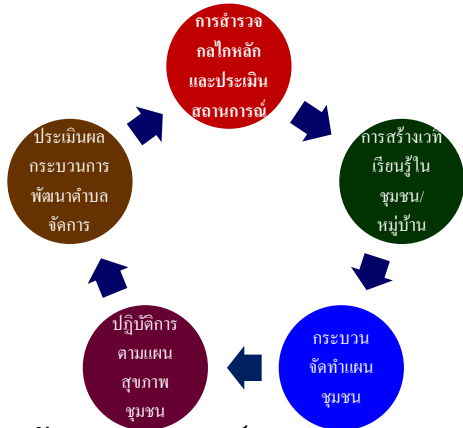 การสำรวจ
กลไกหลัก
และประเมิน
สถานการณ์
การสร้างเวที
เรียนรู้ใน
ชุมชน/
หมู่บ้าน
กระบวน
จัดทำแผน
ชุมชน
ปฏิบัติการ
ตามแผน
สุขภาพ
ชุมชน
ประเมินผล
กระบวนการ
พัฒนาตำบล
จัดการ